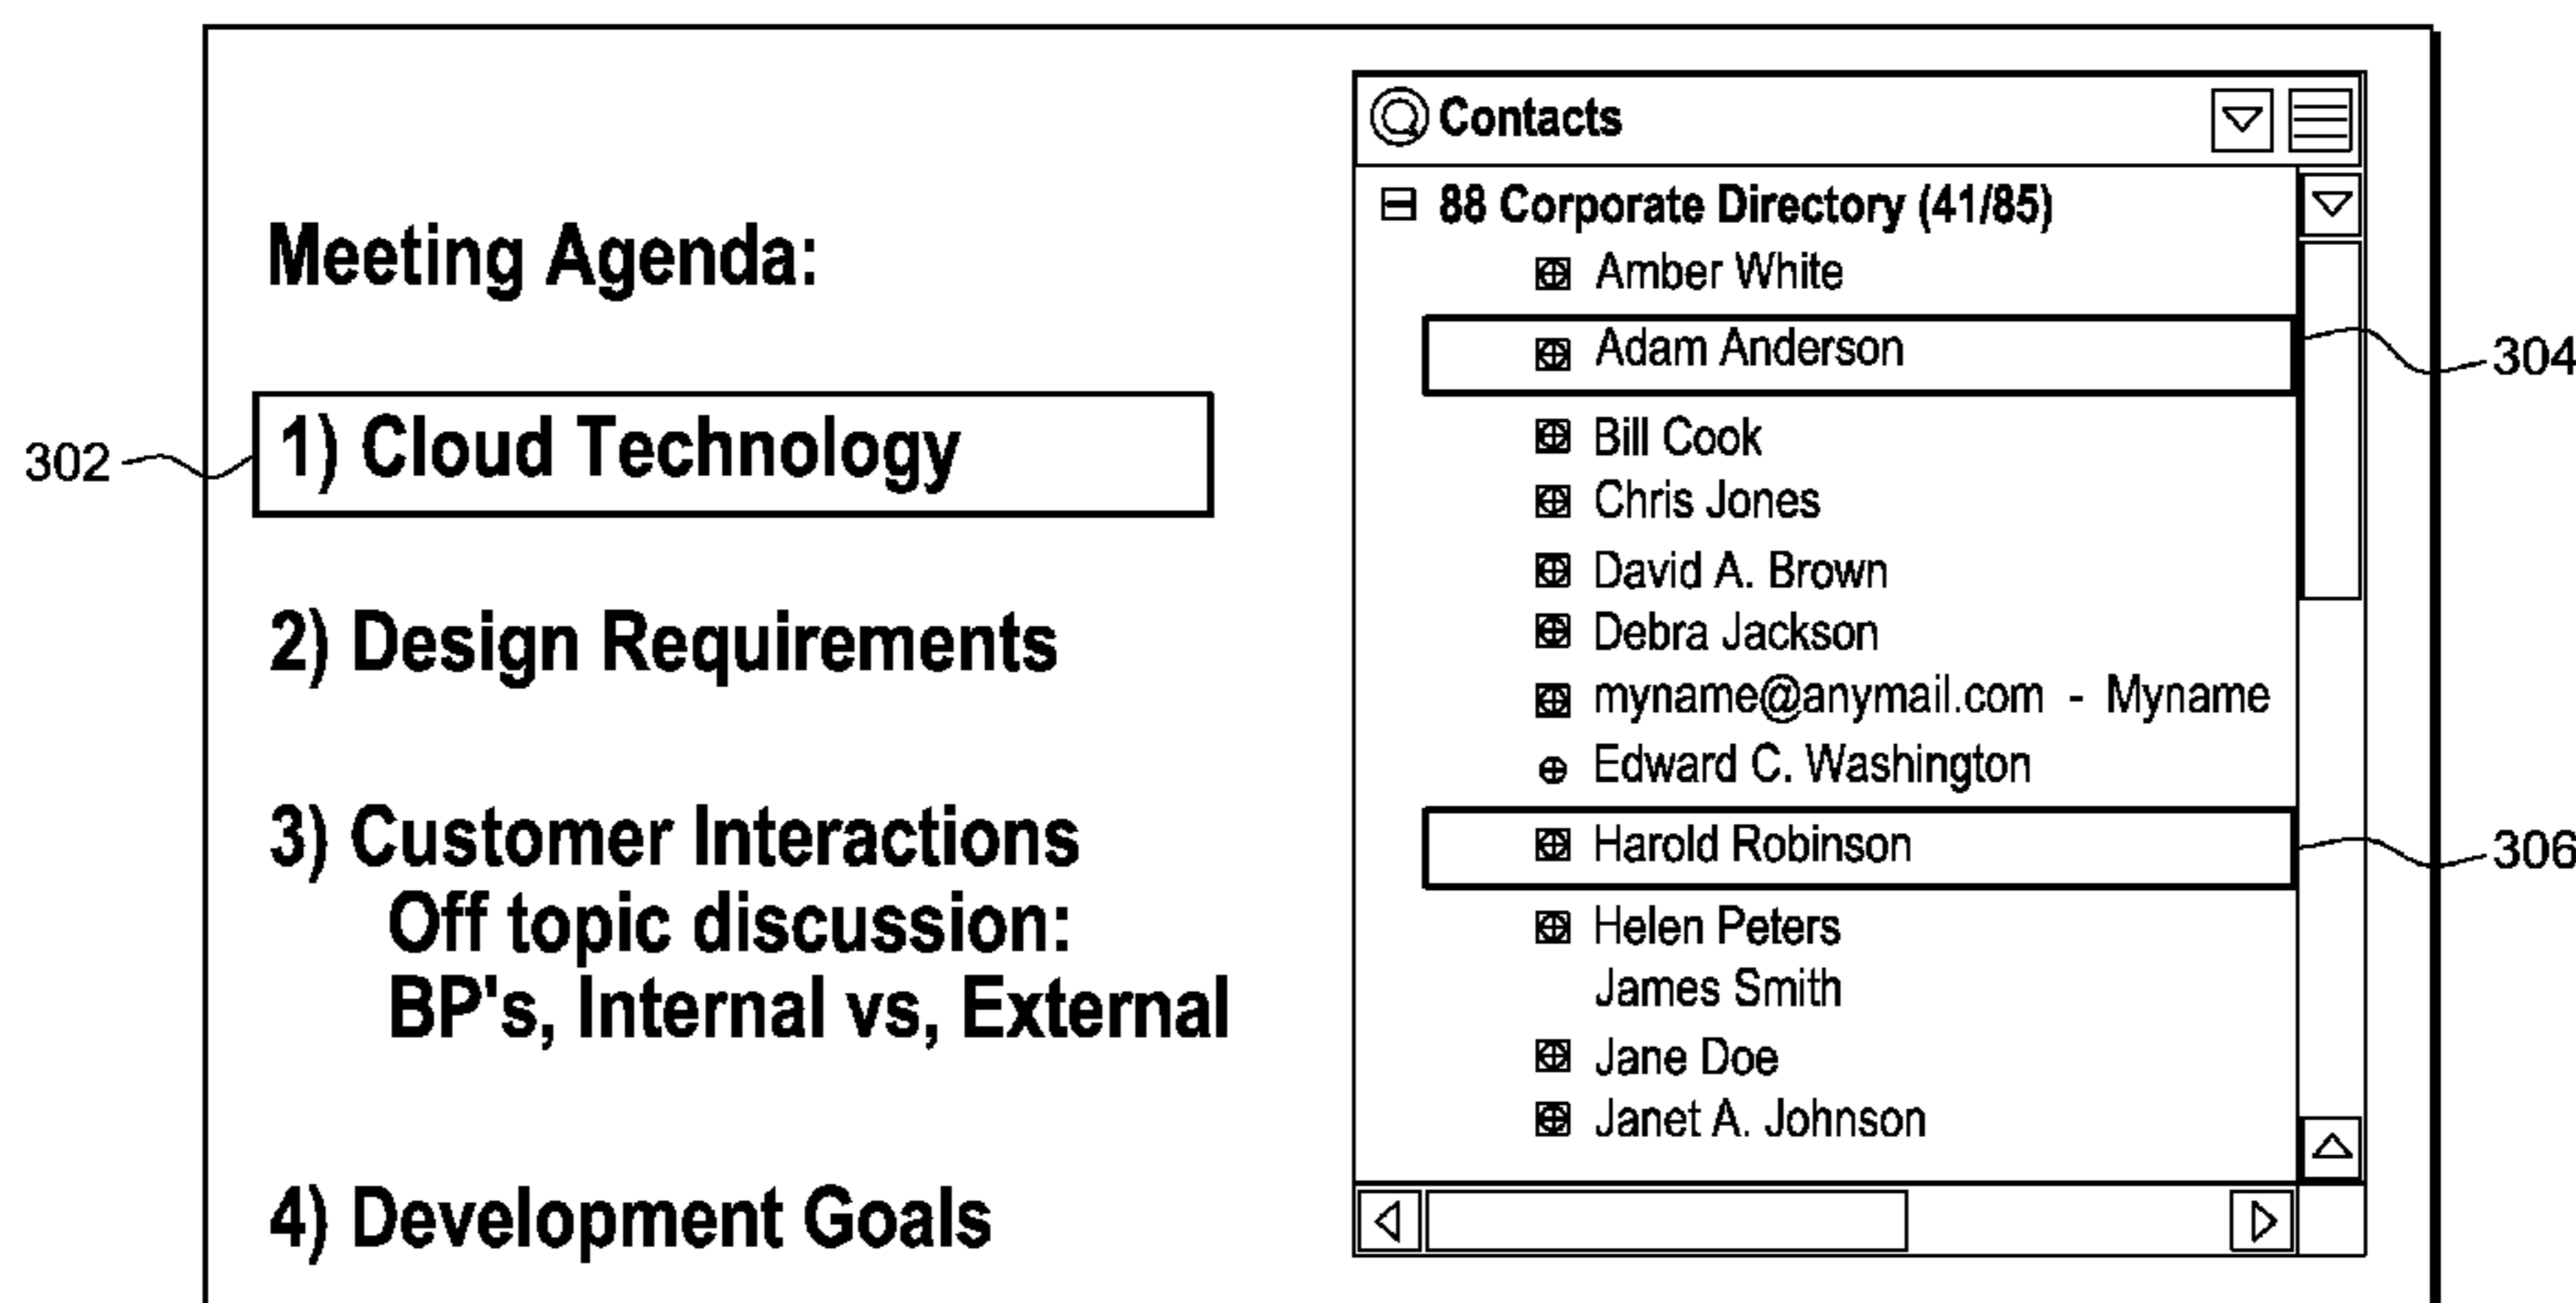 Meeting Agenda:
302
1) Cloud Technology
2) Design Requirements
3) Customer Interactions
Off topic discussion:
BP's, Internal vs, External
4) Development Goals
Contacts
88 Corporate Directory (41/85)
Amber White
Adam Anderson
304
Bill Cook
Chris Jones
David A. Brown
Debra Jackson
myname@anymail.com - Myname
Edward C. Washington
Harold Robinson
306
Helen Peters
James Smith
Jane Doe
Janet A. Johnson